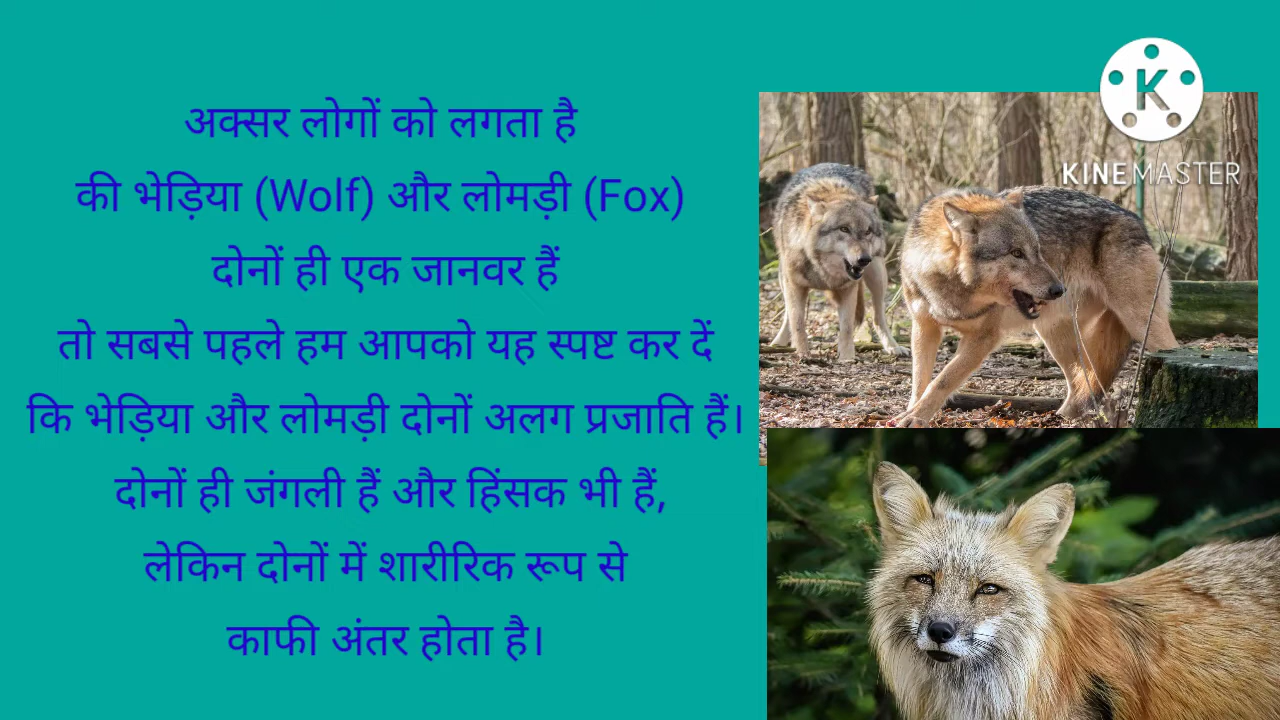 अक्सर लोगों को लगता है
की भेड़िया (Wolf) और लोमड़ी (Fox)
दोनों ही एक जानवर हैं
तो सबसे पहले हम आपको यह स्पष्ट कर दें
कि भेड़िया और लोमड़ी दोनों अलग प्रजाति हैं।
दोनों ही जंगली हैं और हिंसक भी हैं,
लेकिन दोनों में शारीरिक रूप से
काफी अंतर होता है।
K
KINEMASTER